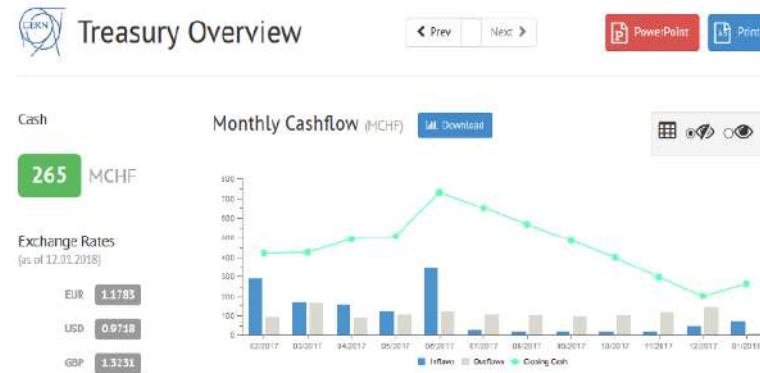 CERN
Treasury Overview
Prev
Next
PowerPoint
Print
Cash
Monthly Cashflow (MCHF)
Download
265 MCHF
Exchange Rates
(as of 12.01.2018)
EUR 1.1783
USD 0.9718
GBP 1.3231
800
700
600
500
400
300
200
100
0
02/2017 03/2017 04/2017 05/2017 06/2017 07/2017 08/2017 09/2017 10/2017 11/2017 12/2017 01/2018
Inflows Outflows Closing Cash